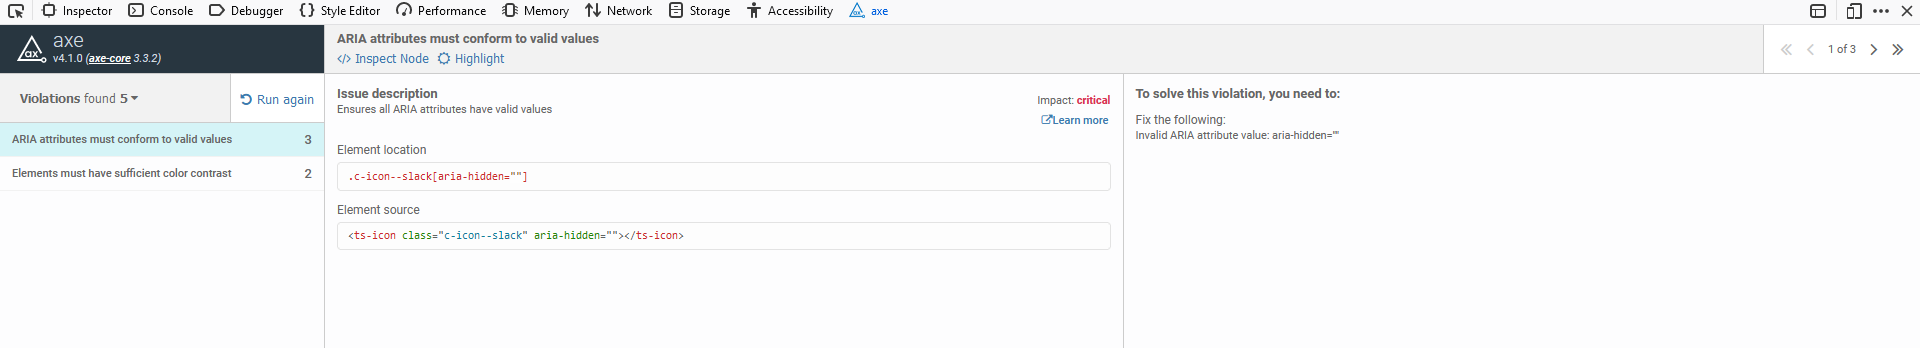 Inspector Console Debugger Style Editor Performance Memory Network Storage Accessibility axe
axe
v4.1.0 (axe-core 3.3.2)
ARIA attributes must conform to valid values
</> Inspect Node Highlight
1 of 3
Violations found 5
Run again
ARIA attributes must conform to valid values 3
Elements must have sufficient color contrast 2
Issue description
Ensures all ARIA attributes have valid values
Impact: critical
Learn more
Element location
.c-icon--slack[aria-hidden=""]
Element source
<ts-icon class="c-icon--slack" aria-hidden=""></ts-icon>
To solve this violation, you need to:
Fix the following:
Invalid ARIA attribute value: aria-hidden=""